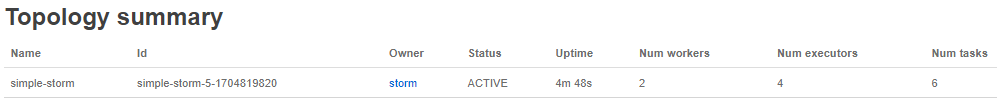 Topology summary
Name Id Owner Status Uptime Num workers Num executors Num tasks
simple-storm simple-storm-5-1704819820 storm ACTIVE 4m 48s 2 4 6